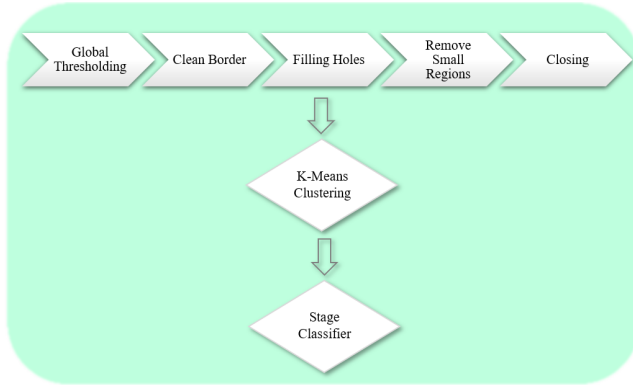 Global
Thresholding
Clean Border
Filling Holes
Remove
Small
Regions
Closing
K-Means
Clustering
Stage
Classifier